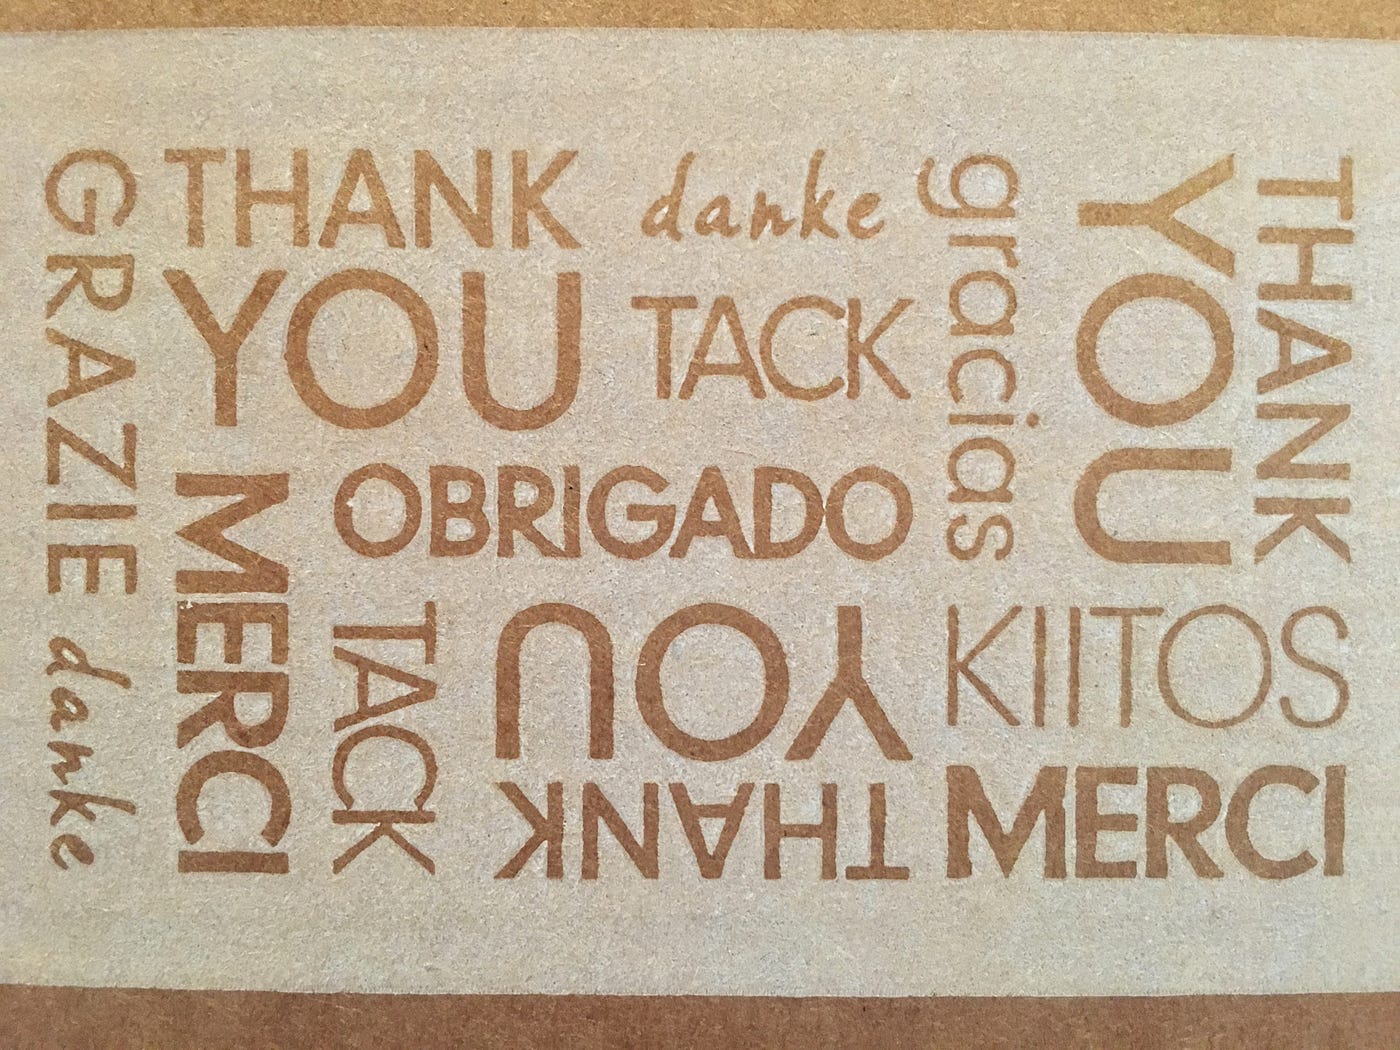 GRAZIE
THANK
YOU
danke
TACK
gracias
THANK
YOU
MERCI
OBRIGADO
danke
TACK
THANK
YOU
KIITOS
MERCI